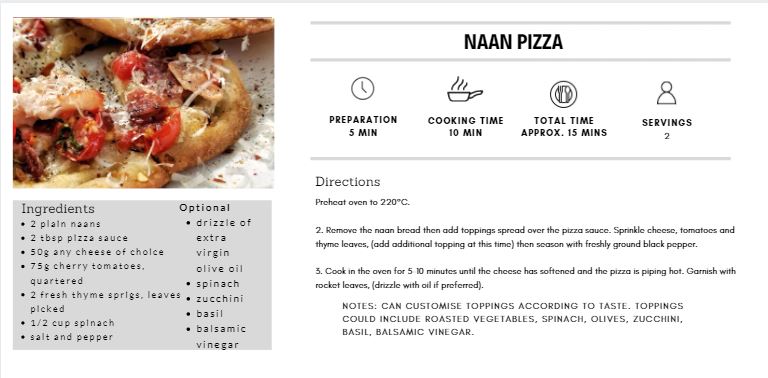 NAAN PIZZA
PREPARATION
5 MIN
COOKING TIME
10 MIN
TOTAL TIME
APPROX. 15 MINS
SERVINGS
2
Ingredients
• 2 plain naans
• 2 tbsp pizza sauce
• 50g any cheese of choice
• 75g cherry tomatoes,
quartered
• 2 fresh thyme sprigs, leaves
picked
• 1/2 cup spinach
• salt and pepper
Optional
• drizzle of
extra
virgin
olive oil
• spinach
• zucchini
• basil
• balsamic
vinegar
Directions
Preheat oven to 220°C.
2. Remove the naan bread then add toppings spread over the pizza sauce. Sprinkle cheese, tomatoes and
thyme leaves, (add additional topping at this time) then season with freshly ground black pepper.
3. Cook in the oven for 5-10 minutes until the cheese has softened and the pizza is piping hot. Garnish with
rocket leaves, (drizzle with oil if preferred).
NOTES: CAN CUSTOMISE TOPPINGS ACCORDING TO TASTE. TOPPINGS
COULD INCLUDE ROASTED VEGETABLES, SPINACH, OLIVES, ZUCCHINI,
BASIL, BALSAMIC VINEGAR.